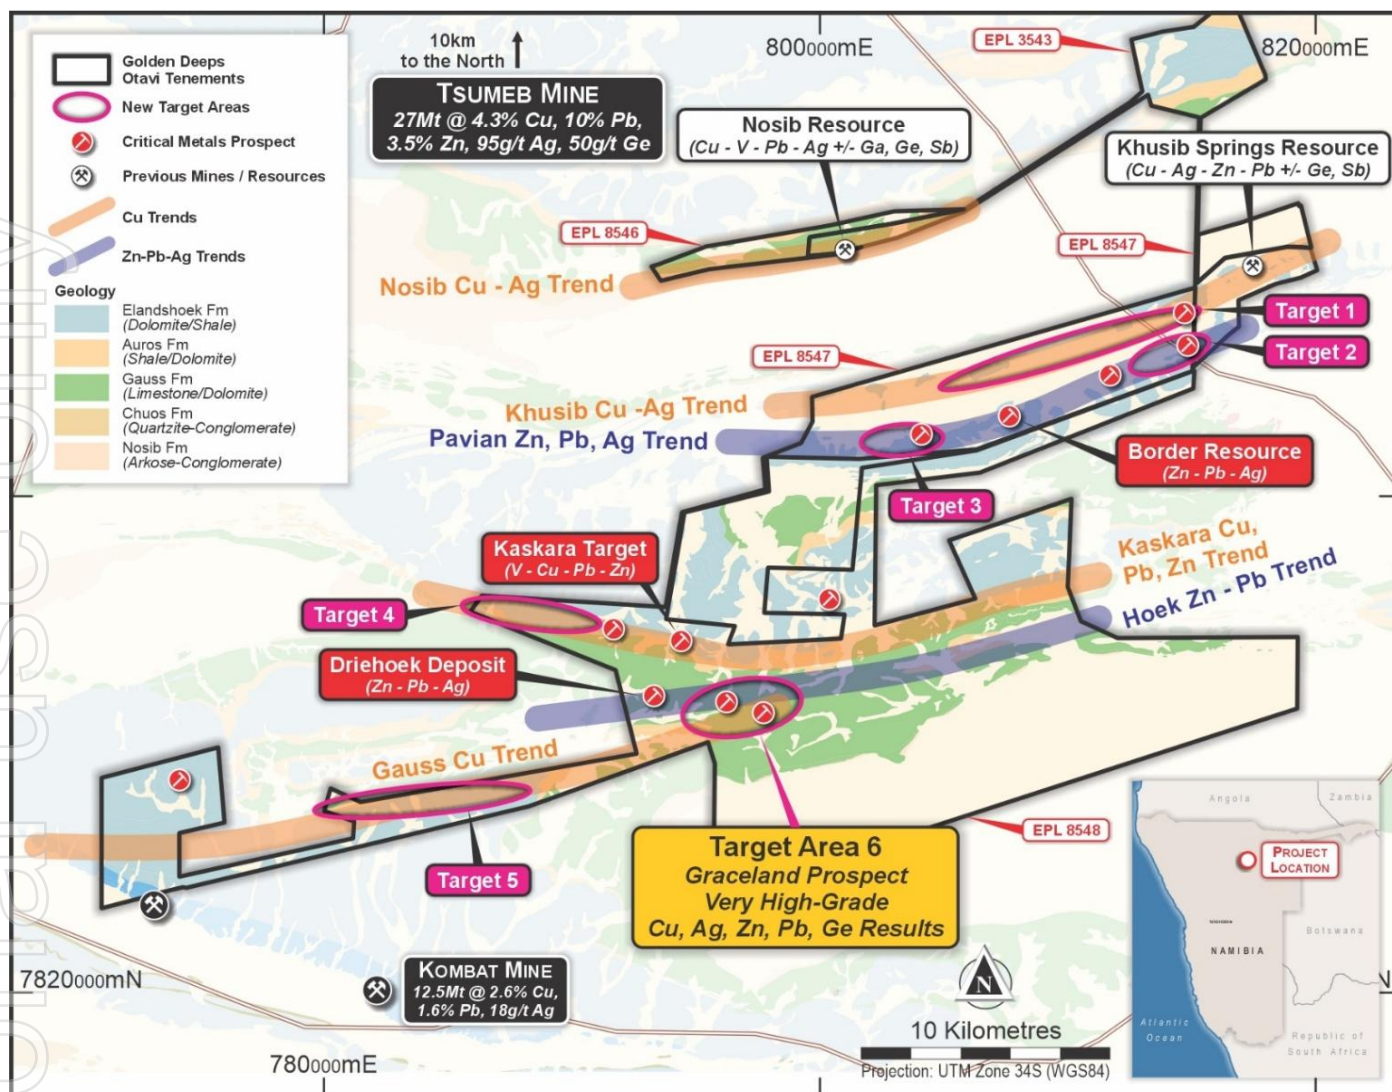 800000mE
820000mE
10km
to the North
EPL 3543
Golden Deeps
Otavi Tenements
New Target Areas
Critical Metals Prospect
Previous Mines / Resources
Cu Trends
Zn-Pb-Ag Trends
Geology
Elandshoek Fm
(Dolomite/Shale)
Auros Fm
(Shale/Dolomite)
Gauss Fm
(Limestone/Dolomite)
Chuos Fm
(Quartzite-Conglomerate)
Nosib Fm
(Arkose-Conglomerate)
TSUMEB MINE
27Mt @ 4.3% Cu, 10% Pb,
3.5% Zn, 95g/t Ag, 50g/t Ge
Nosib Resource
(Cu - V - Pb - Ag +/- Ga, Ge, Sb)
Khusib Springs Resource
(Cu - Ag - Zn - Pb +/- Ge, Sb)
EPL 8546
EPL 8547
Nosib Cu - Ag Trend
Target 1
Target 2
EPL 8547
Khusib Cu -Ag Trend
Pavian Zn, Pb, Ag Trend
Border Resource
(Zn - Pb - Ag)
Target 3
Kaskara Cu,
Pb, Zn Trend
Hoek Zn - Pb Trend
Kaskara Target
(V - Cu - Pb - Zn)
Target 4
Driehoek Deposit
(Zn - Pb - Ag)
Gauss Cu Trend
Target 5
Target Area 6
Graceland Prospect
Very High-Grade
Cu, Ag, Zn, Pb, Ge Results
EPL 8548
KOMBAT MINE
12.5Mt @ 2.6% Cu,
1.6% Pb, 18g/t Ag
7820000mN
780000mE
N
10 Kilometres
Projection: UTM Zone 34S (WGS84)
Angola
Zambia
PROJECT
LOCATION
WINDHOEK
NAMIBIA
Botswana
Atlantic
Ocean
Republic of
South Africa
N